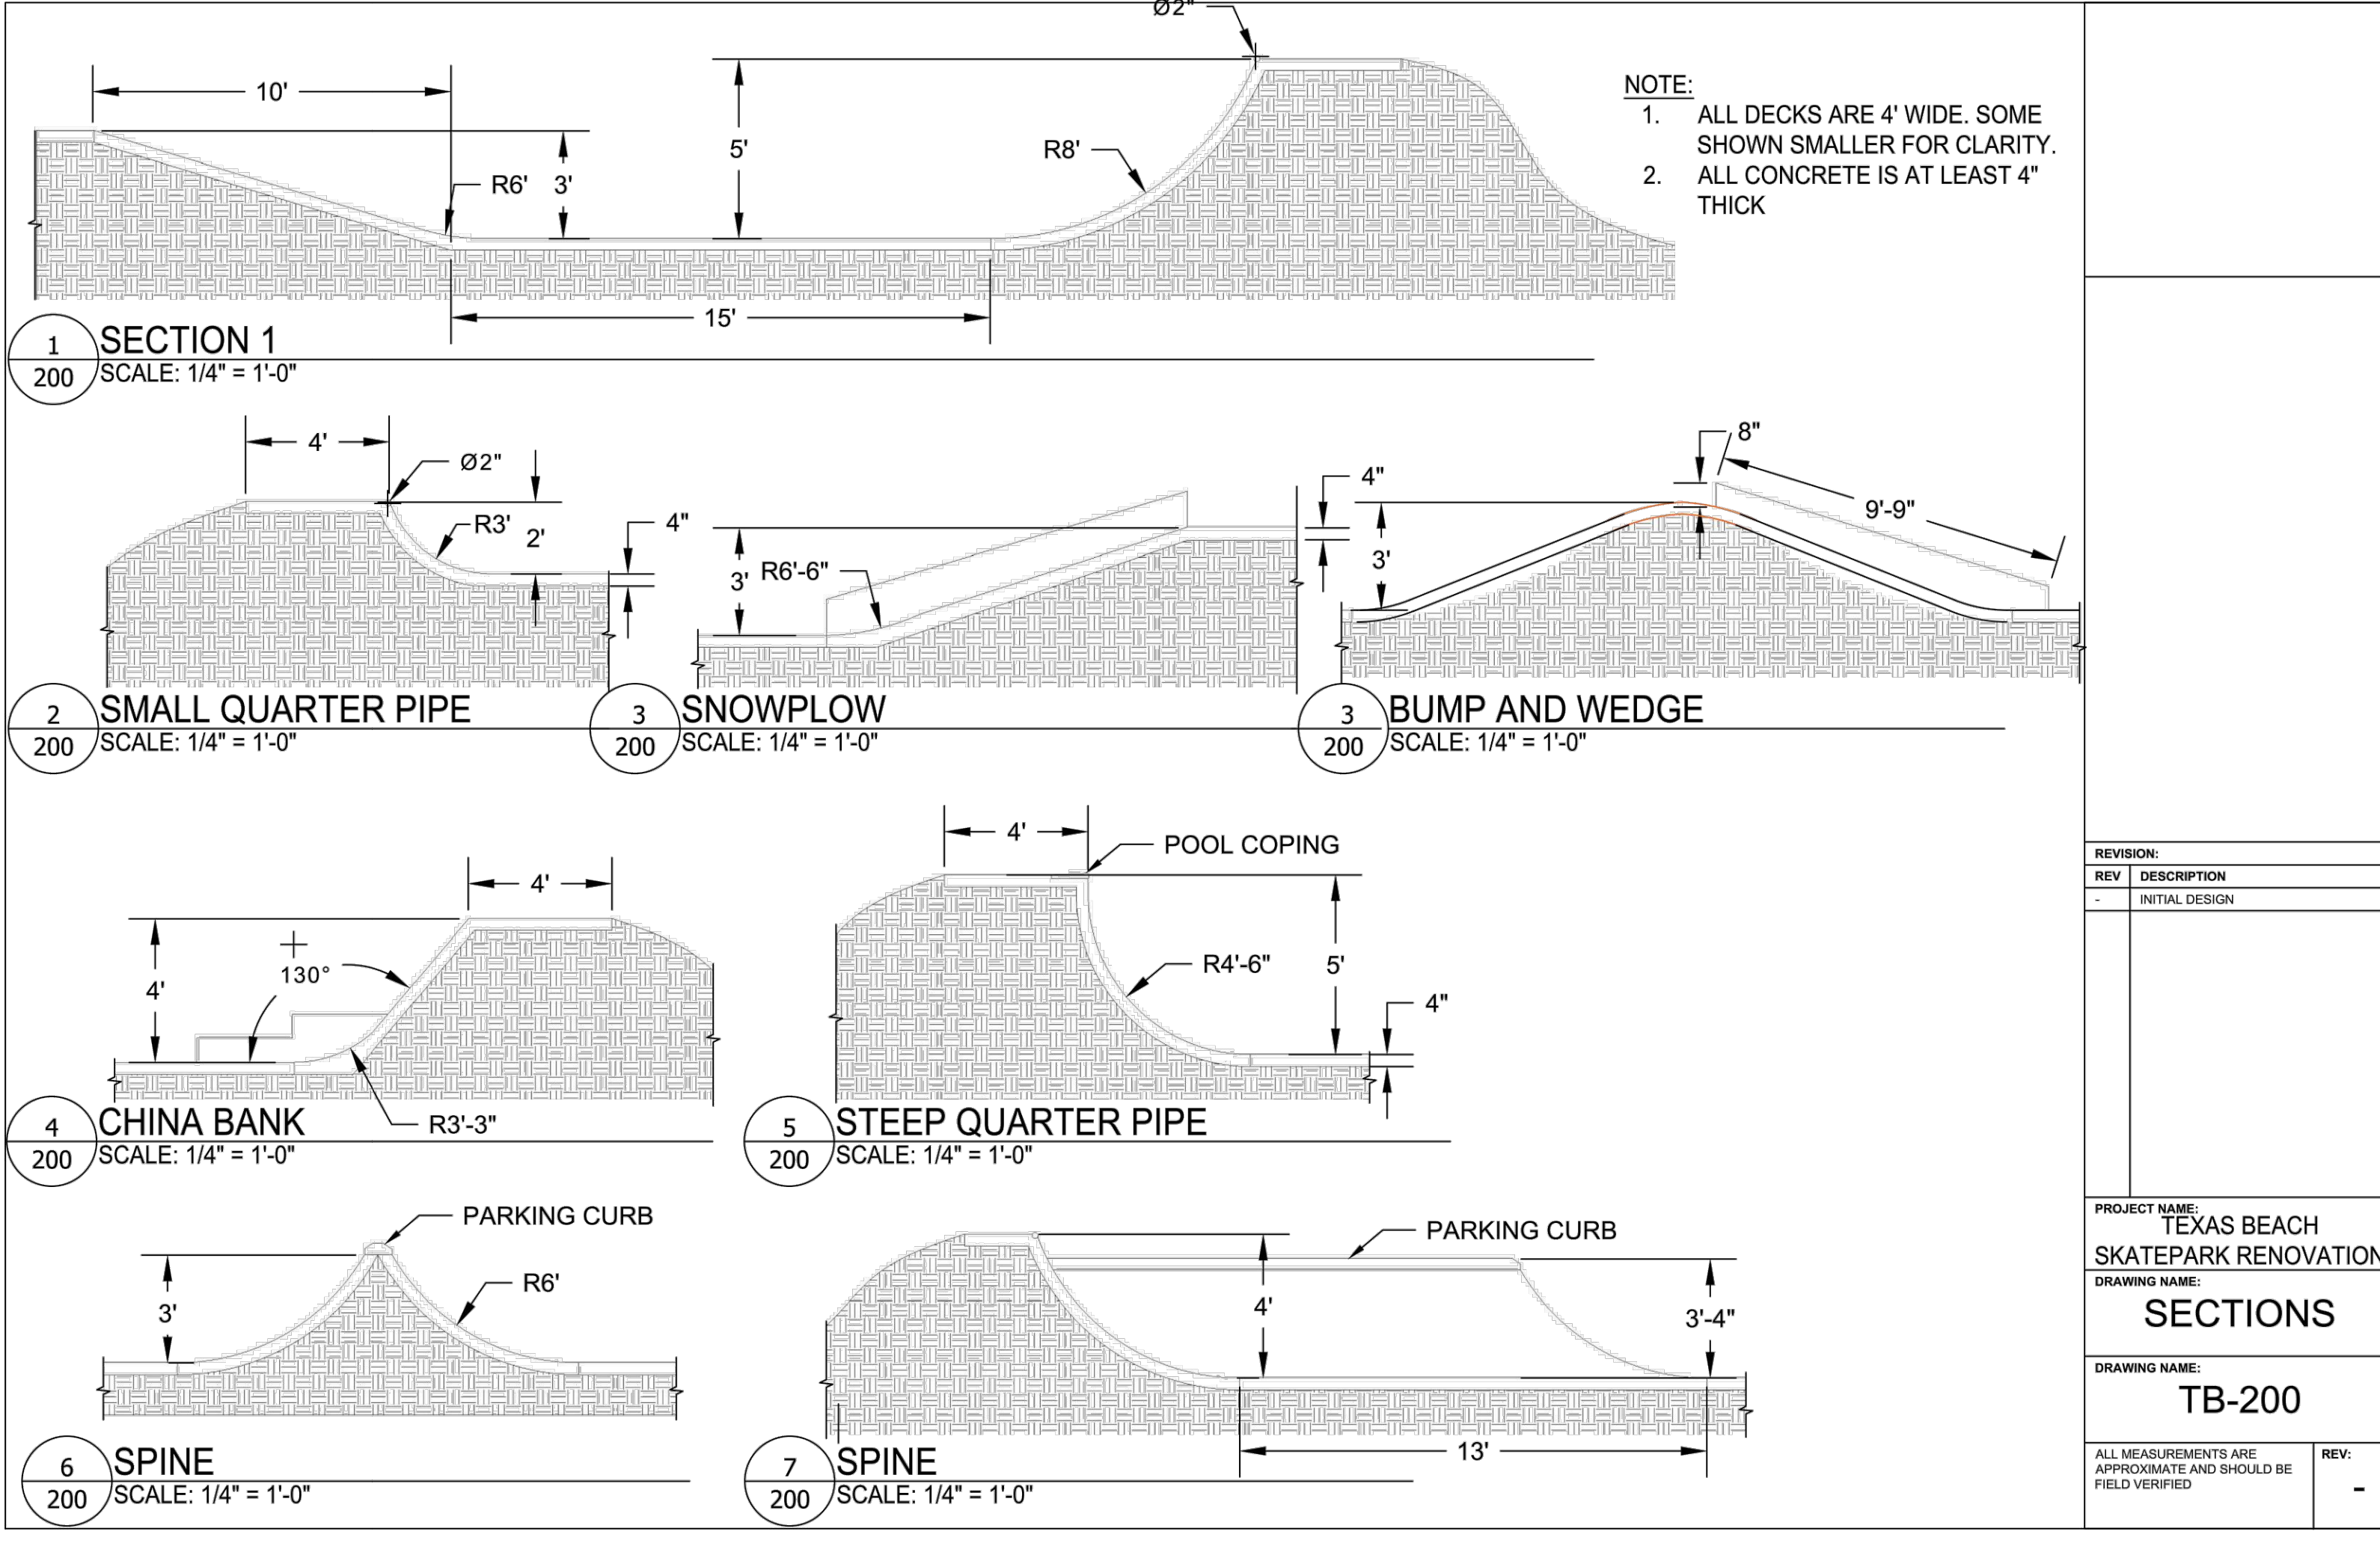 Ø2"
10'
5'
R8'
R6'
3'
15'
NOTE:
1. ALL DECKS ARE 4' WIDE. SOME
SHOWN SMALLER FOR CLARITY.
2. ALL CONCRETE IS AT LEAST 4"
THICK
1
200
SECTION 1
SCALE: 1/4" = 1'-0"
4'
Ø2"
R3'
2'
4"
2
200
SMALL QUARTER PIPE
SCALE: 1/4" = 1'-0"
4"
3'
R6'-6"
3
200
SNOWPLOW
SCALE: 1/4" = 1'-0"
8"
9'-9"
3'
3
200
BUMP AND WEDGE
SCALE: 1/4" = 1'-0"
4'
130°
4'
R3'-3"
4
200
CHINA BANK
SCALE: 1/4" = 1'-0"
4'
POOL COPING
R4'-6"
5'
4"
5
200
STEEP QUARTER PIPE
SCALE: 1/4" = 1'-0"
PARKING CURB
3'
R6'
6
200
SPINE
SCALE: 1/4" = 1'-0"
PARKING CURB
4'
3'-4"
13'
7
200
SPINE
SCALE: 1/4" = 1'-0"
REVISION:
REV DESCRIPTION
- INITIAL DESIGN
PROJECT NAME:
TEXAS BEACH
SKATEPARK RENOVATION
DRAWING NAME:
SECTIONS
DRAWING NAME:
TB-200
ALL MEASUREMENTS ARE
APPROXIMATE AND SHOULD BE
FIELD VERIFIED
REV:
-